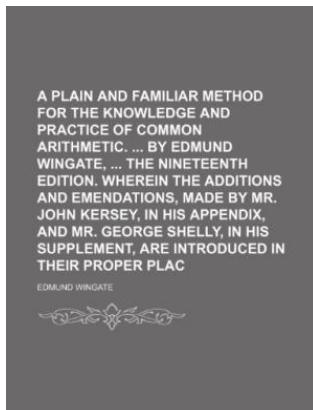 A PLAIN AND FAMILIAR METHOD
FOR THE KNOWLEDGE AND
PRACTICE OF COMMON
ARITHMETIC. ... BY EDMUND
WINGATE, ... THE NINETEENTH
EDITION. WHEREIN THE ADDITIONS
AND EMENDATIONS, MADE BY MR.
JOHN KERSEY, IN HIS APPENDIX,
AND MR. GEORGE SHELLY, IN HIS
SUPPLEMENT, ARE INTRODUCED IN
THEIR PROPER PLAC
EDMUND WINGATE